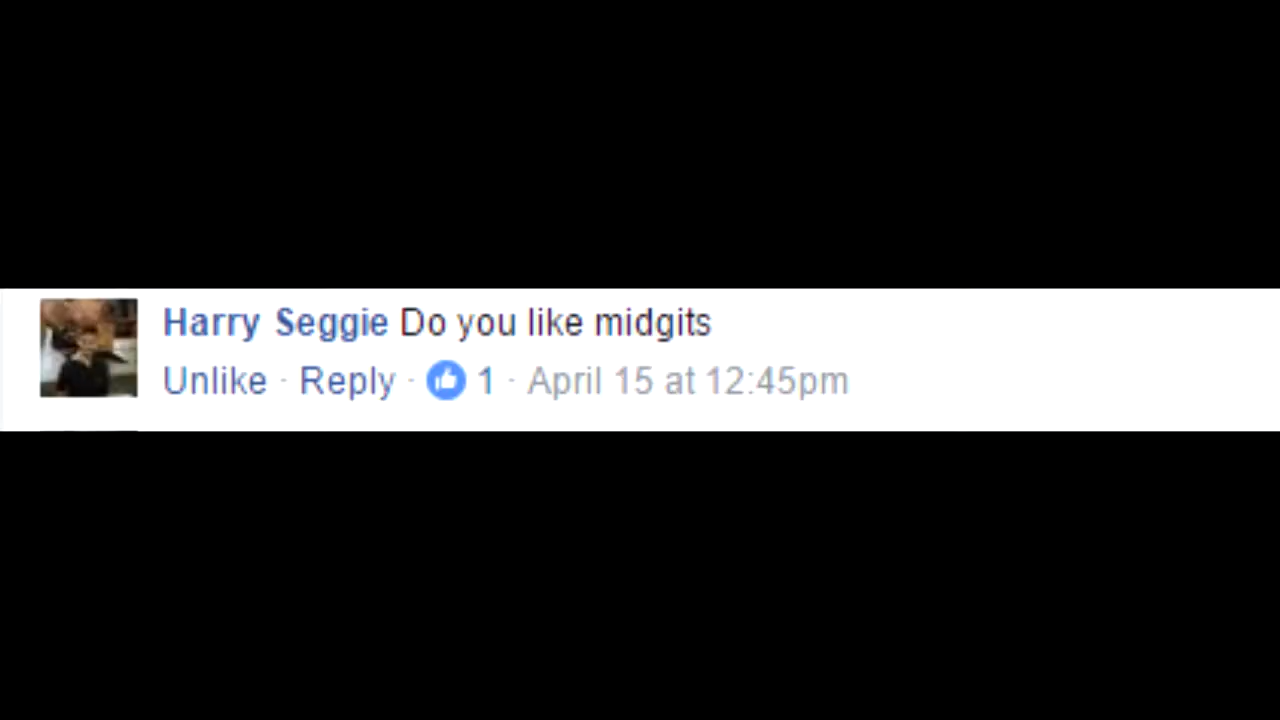 Harry Seggie Do you like midgits
Unlike · Reply · 1 · April 15 at 12:45pm